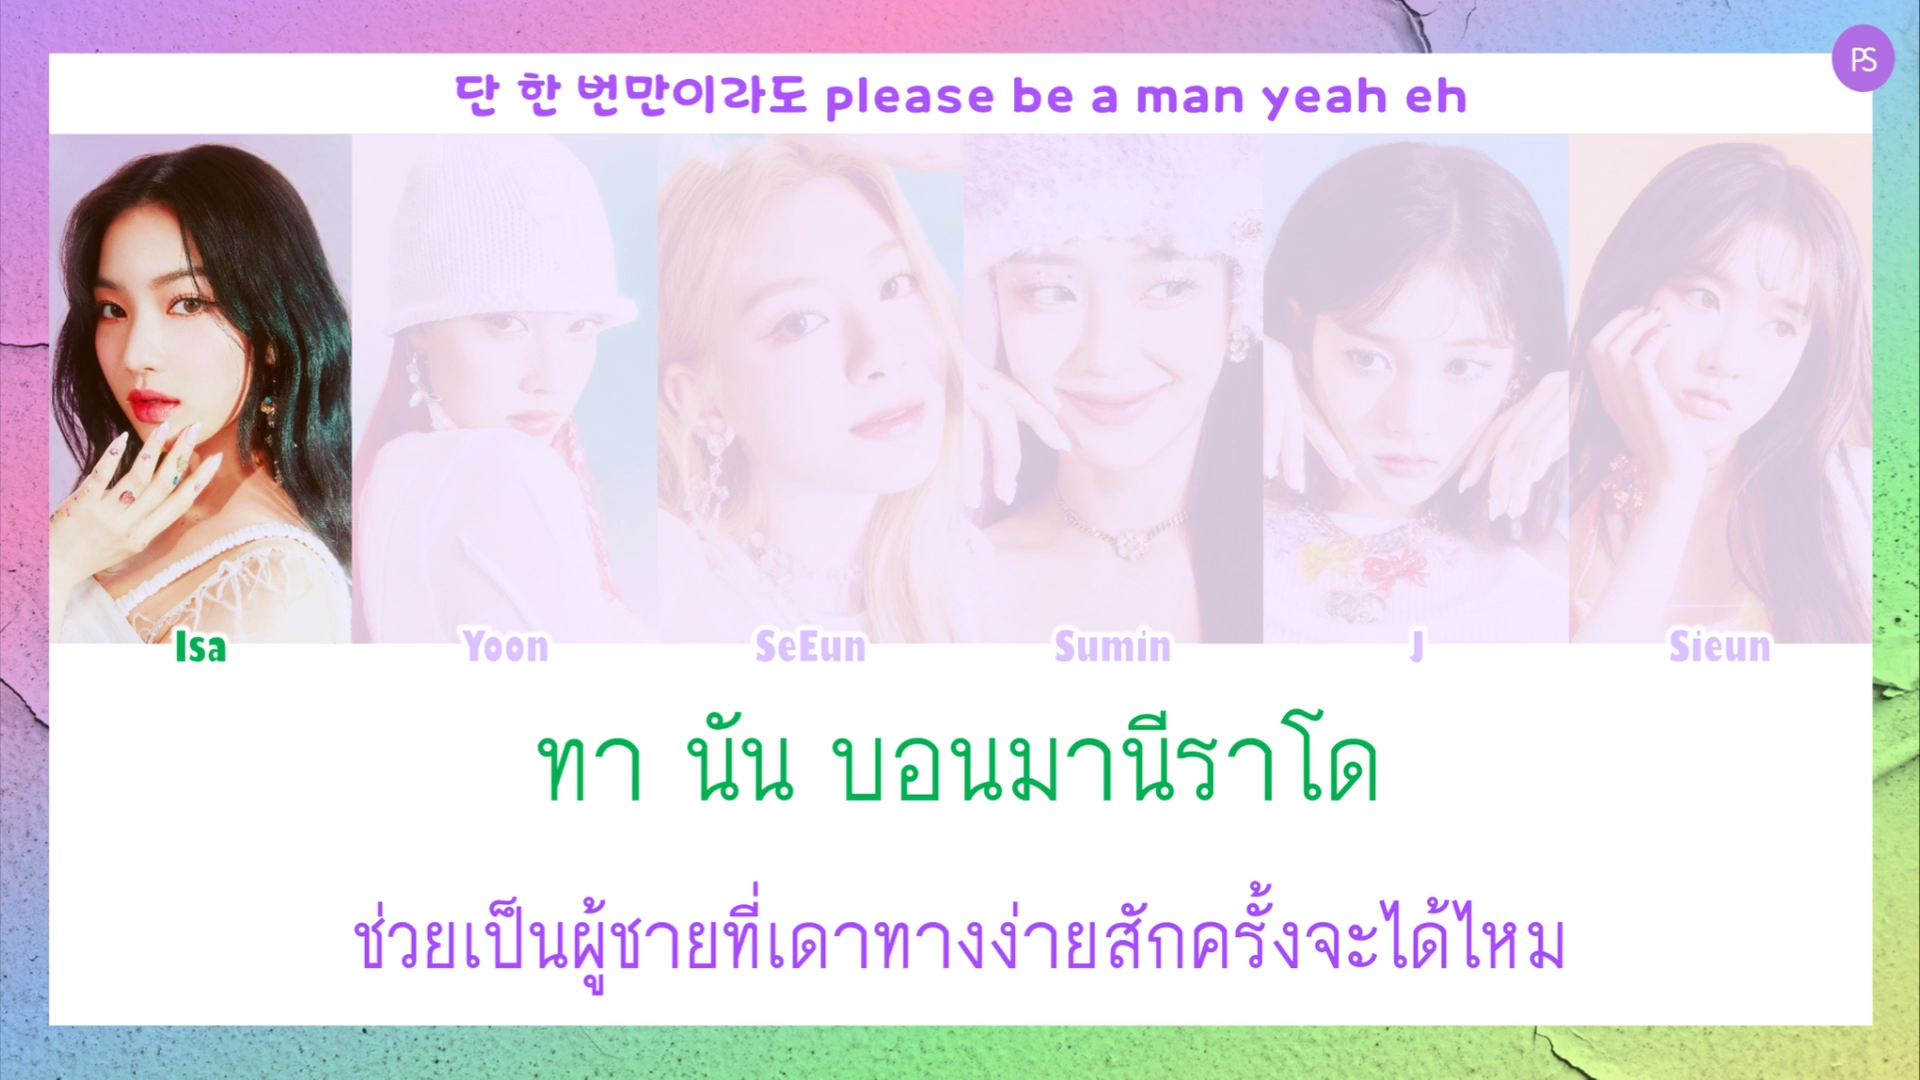 PS
단 한 번만이라도 please be a man yeah eh
Isa Yoon SeEun Sumin J Sieun
ทา นัน บอนมานีราโด
ช่วยเป็นผู้ชายที่เดาทางง่ายสักครั้งจะได้ไหม